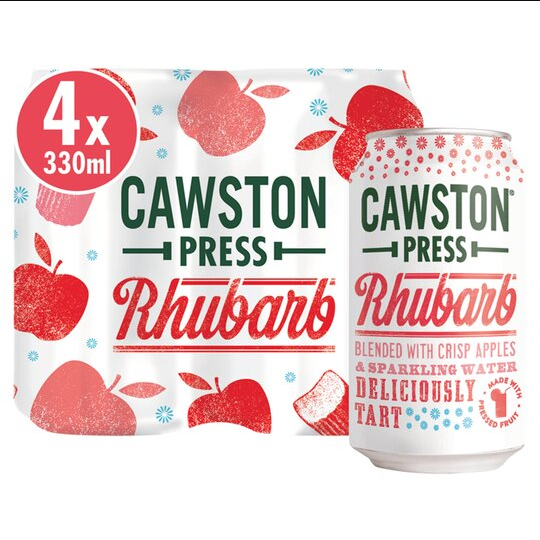 4x
330ml
CAWSTON
PRESS
Rhubarb
CAWSTON®
PRESS
Rhubarb
BLENDED WITH CRISP APPLES
& SPARKLING WATER
DELICIOUSLY
TART
MADE WITH
PRESSED FRUIT